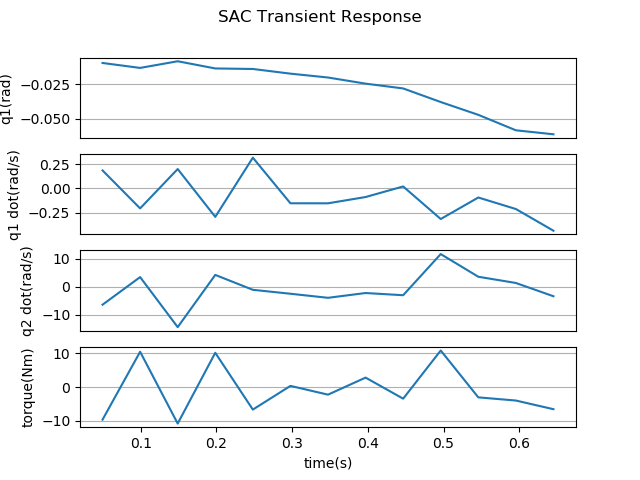 SAC Transient Response
q1(rad)
−0.025
−0.050
q1 dot(rad/s)
0.25
0.00
−0.25
q2 dot(rad/s)
10
0
−10
torque(Nm)
10
0
−10
0.1 0.2 0.3 0.4 0.5 0.6
time(s)